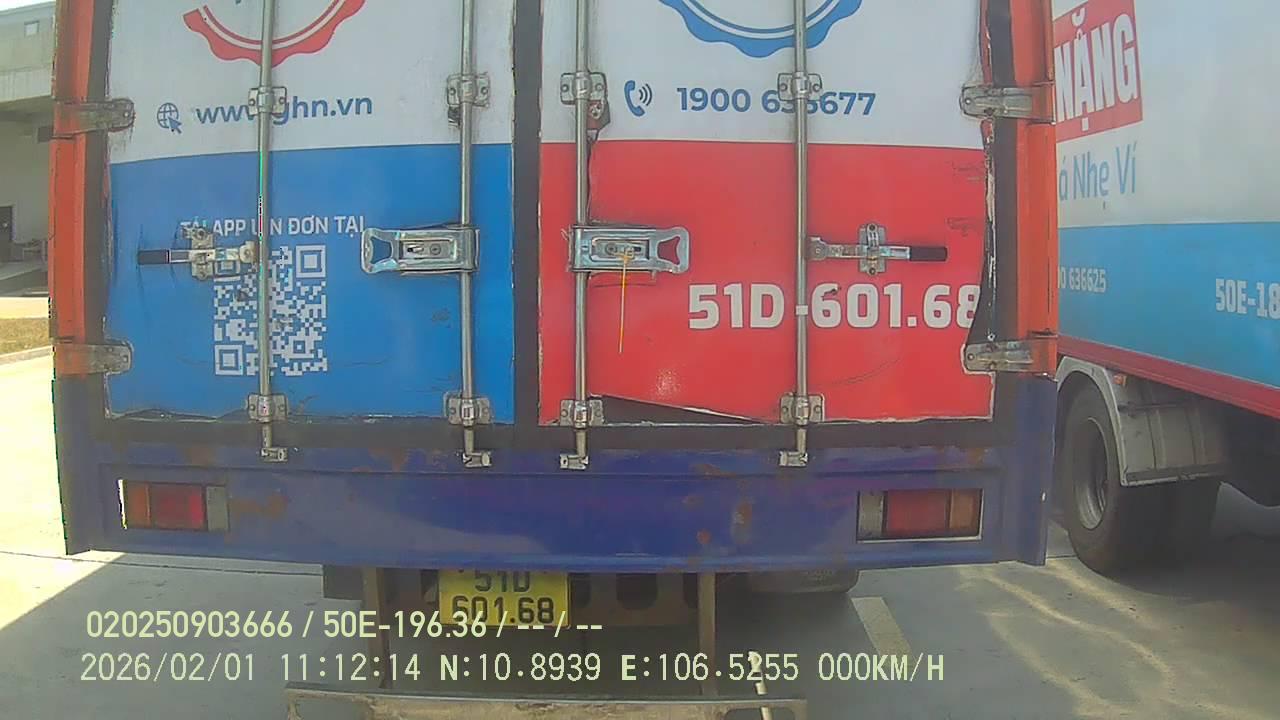 www.ghn.vn
1900 636677
TẢI APP LÊN ĐƠN TẠI
51D-601.68
NẶNG
á Nhẹ Ví
636625
50E-18
51D
601.68
020250903666 / 50E-196.36 / -- / --
2026/02/01 11:12:14 N:10.8939 E:106.5255 000KM/H